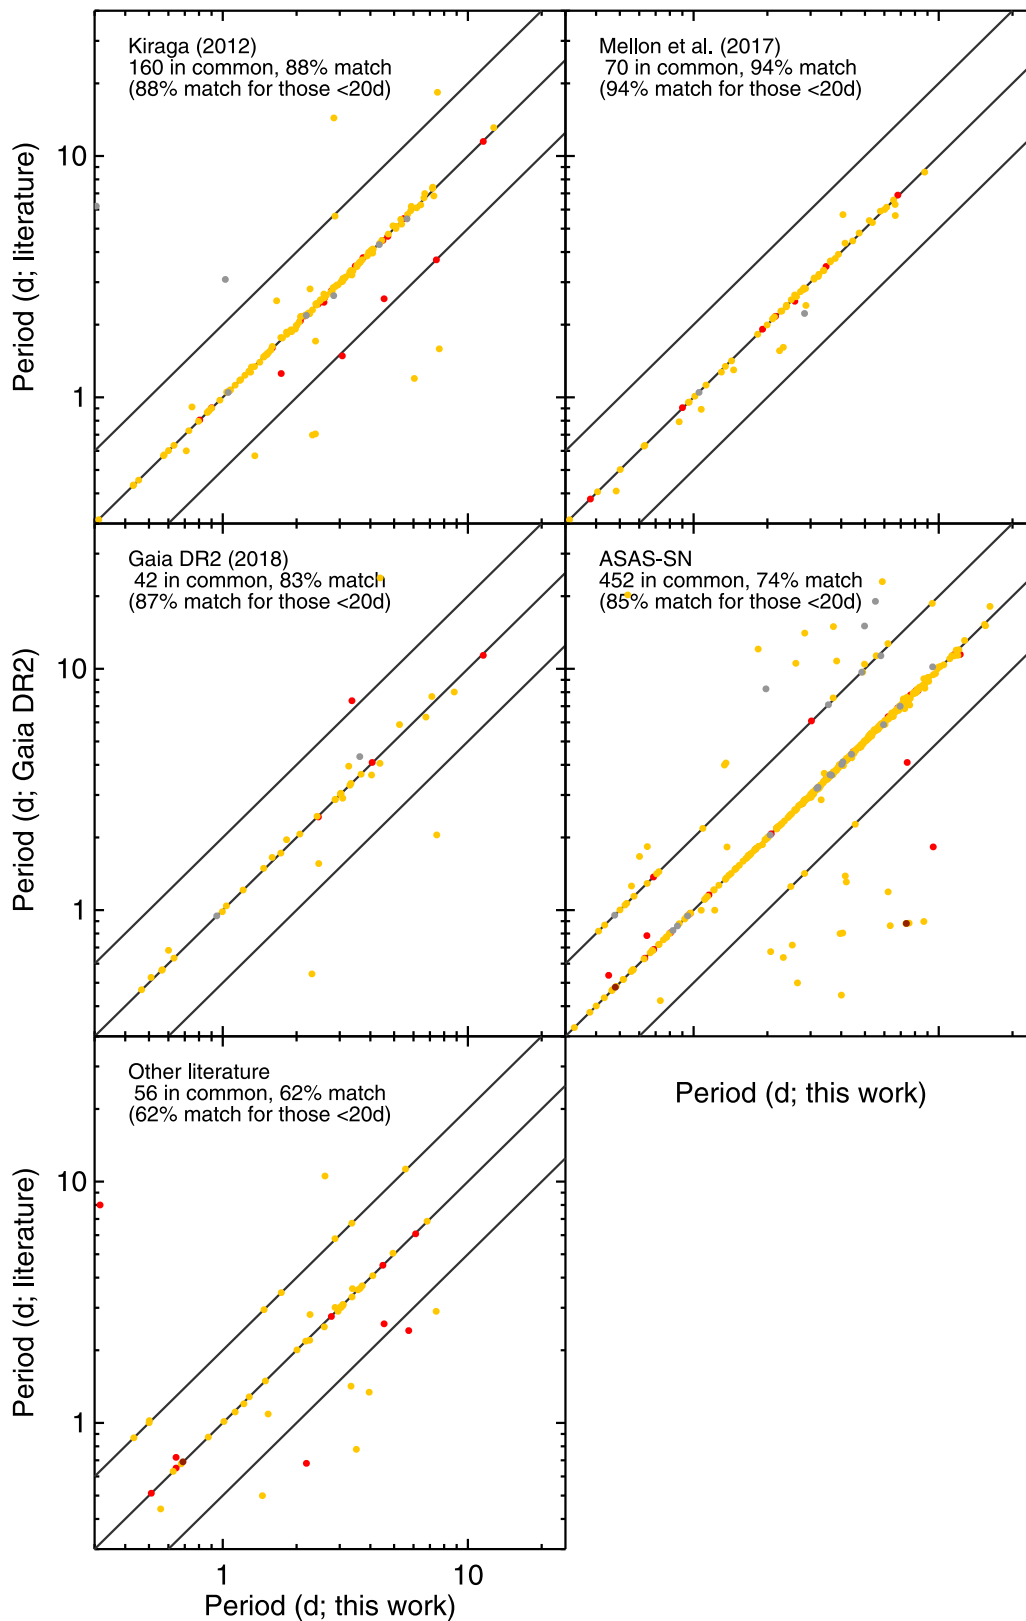 Kiraga (2012)
160 in common, 88% match
(88% match for those <20d)
Mellon et al. (2017)
70 in common, 94% match
(94% match for those <20d)
10
1
Period (d; literature)
Gaia DR2 (2018)
42 in common, 83% match
(87% match for those <20d)
ASAS-SN
452 in common, 74% match
(85% match for those <20d)
10
1
Period (d; Gaia DR2)
Other literature
56 in common, 62% match
(62% match for those <20d)
Period (d; this work)
10
1
Period (d; literature)
1
10
Period (d; this work)